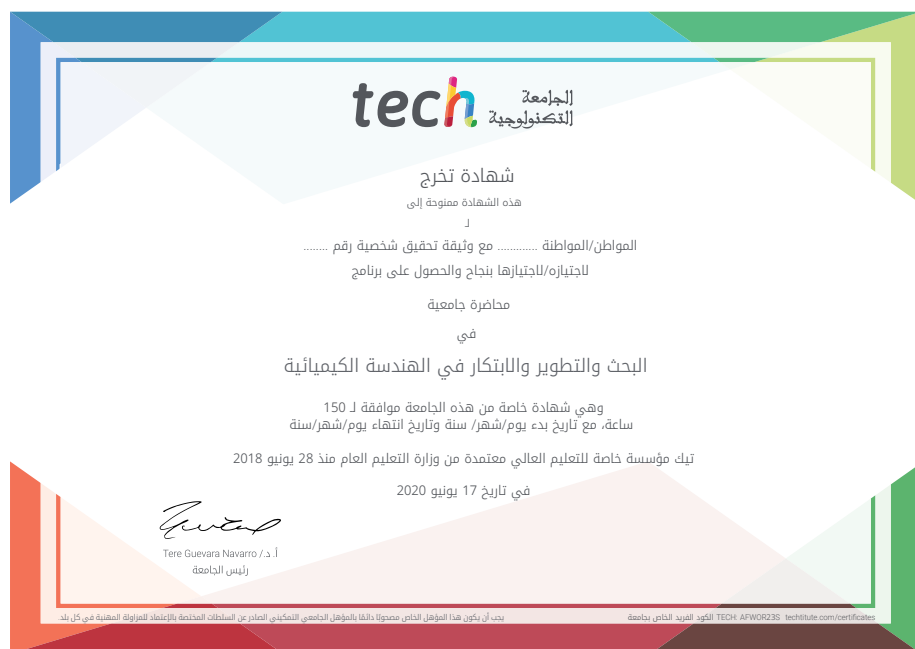 tech الجامعة
التكنولوجية
شهادة تخرج
هذه الشهادة ممنوحة إلى
لـ
المواطن/المواطنة ............. مع وثيقة تحقيق شخصية رقم ........
لاجتيازه/لاجتيازها بنجاح والحصول على برنامج
محاضرة جامعية
في
البحث والتطوير والابتكار في الهندسة الكيميائية
وهي شهادة خاصة من هذه الجامعة موافقة لـ 150
ساعة، مع تاريخ بدء يوم/شهر/ سنة وتاريخ انتهاء يوم/شهر/سنة
تيك مؤسسة خاصة للتعليم العالي معتمدة من وزارة التعليم العام منذ 28 يونيو 2018
في تاريخ 17 يونيو 2020
أ. د./ Tere Guevara Navarro
رئيس الجامعة
الكود الفريد الخاص بجامعة TECH: AFWOR23S techtitute.com/certificates
يجب أن يكون هذا المؤهل الخاص مصحوبًا دائمًا بالمؤهل الجامعي التمكيني الصادر عن السلطات المختصة بالإعتماد للمزاولة المهنية في كل بلد.